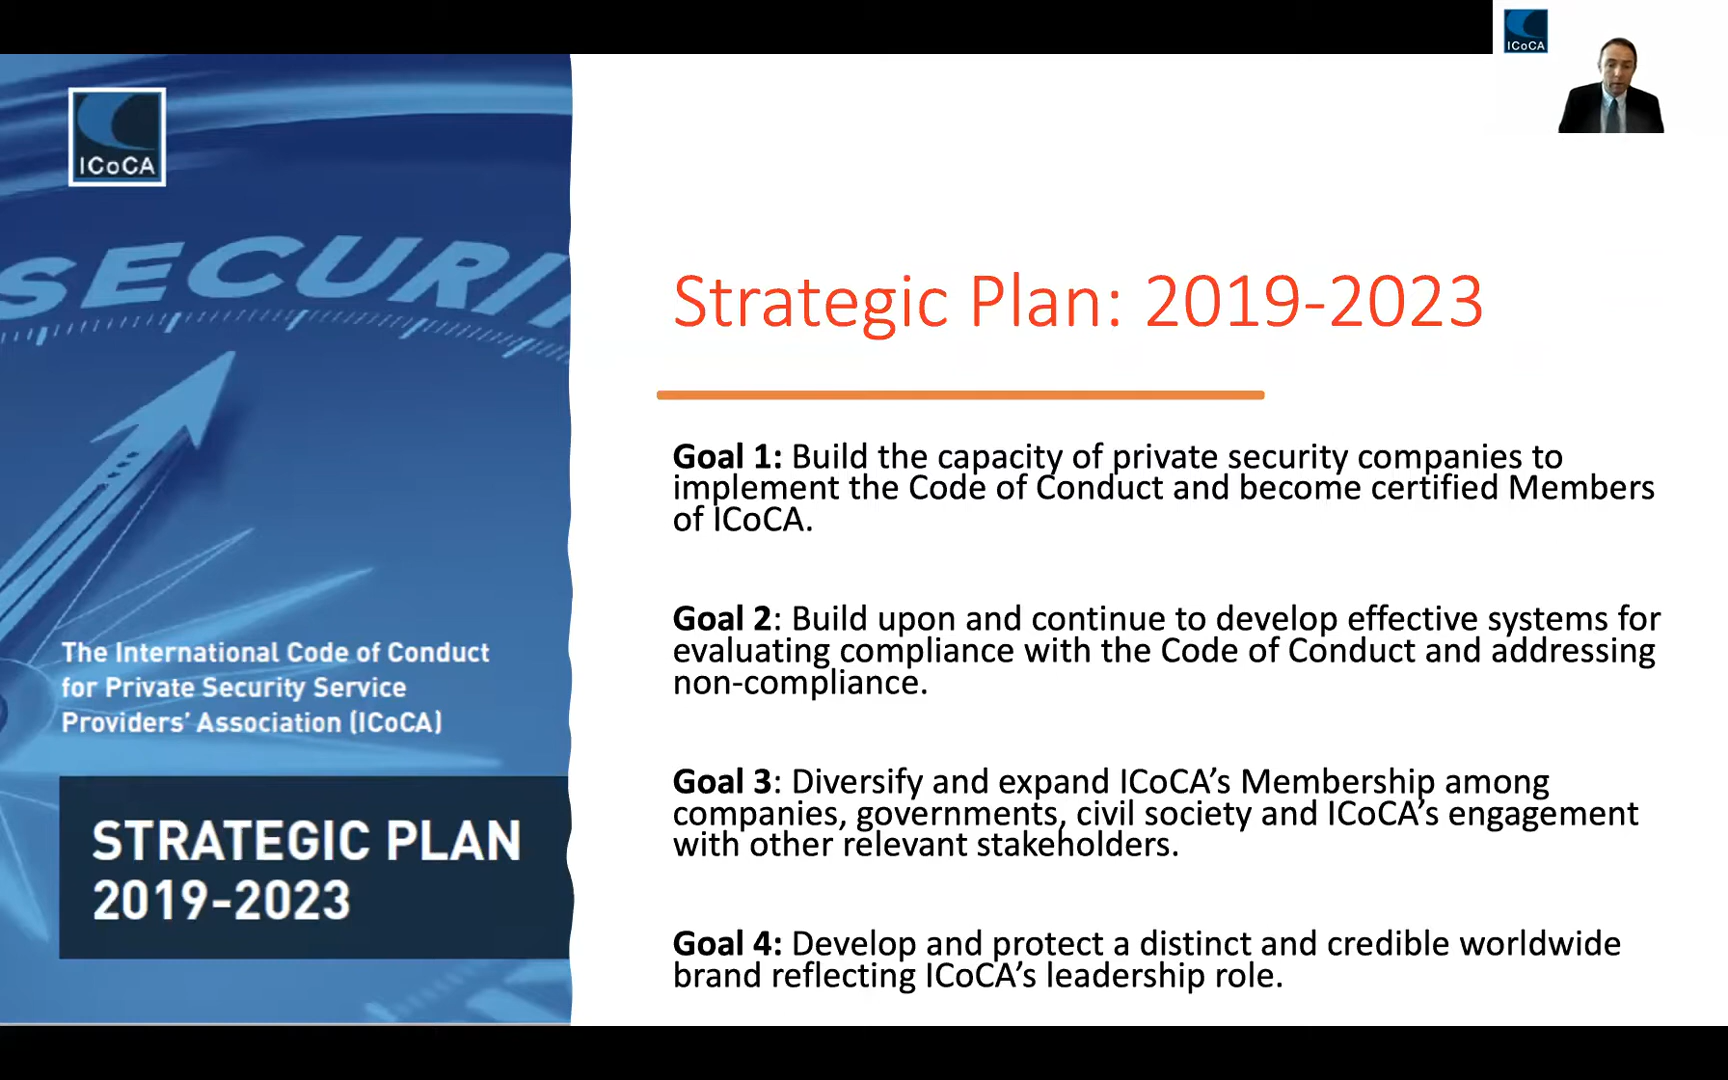 ICoCA
ICoCA
SECURI
The International Code of Conduct
for Private Security Service
Providers’ Association (ICoCA)
STRATEGIC PLAN
2019-2023
Strategic Plan: 2019-2023
Goal 1: Build the capacity of private security companies to
implement the Code of Conduct and become certified Members
of ICoCA.
Goal 2: Build upon and continue to develop effective systems for
evaluating compliance with the Code of Conduct and addressing
non-compliance.
Goal 3: Diversify and expand ICoCA’s Membership among
companies, governments, civil society and ICoCA’s engagement
with other relevant stakeholders.
Goal 4: Develop and protect a distinct and credible worldwide
brand reflecting ICoCA’s leadership role.